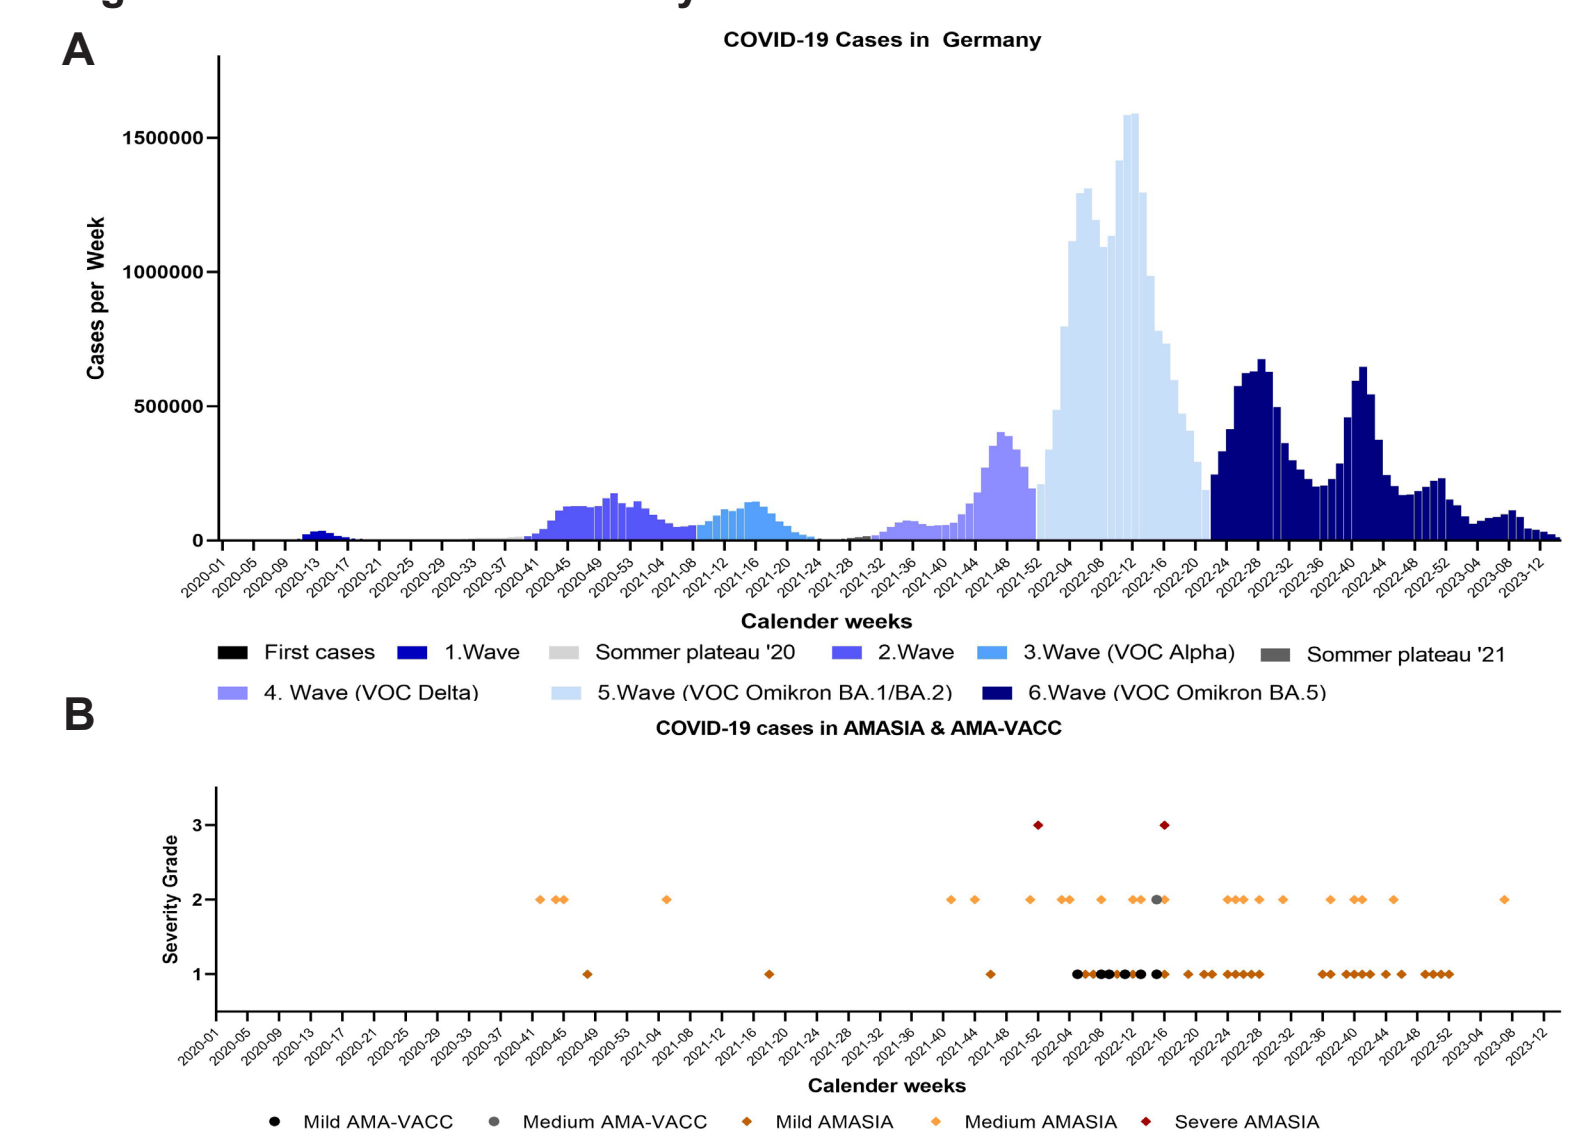 A
COVID-19 Cases in Germany
Cases per Week
1500000
1000000
500000
0
2020-01 2020-05 2020-09 2020-13 2020-17 2020-21 2020-25 2020-29 2020-33 2020-37 2020-41 2020-45 2020-49 2020-53 2021-04 2021-08 2021-12 2021-16 2021-20 2021-24 2021-28 2021-32 2021-36 2021-40 2021-44 2021-48 2021-52 2022-04 2022-08 2022-12 2022-16 2022-20 2022-24 2022-28 2022-32 2022-36 2022-40 2022-44 2022-48 2022-52 2023-04 2023-08 2023-12
Calender weeks
First cases 1.Wave Sommer plateau '20 2.Wave 3.Wave (VOC Alpha) Sommer plateau '21
4. Wave (VOC Delta) 5.Wave (VOC Omikron BA.1/BA.2) 6.Wave (VOC Omikron BA.5)
B
COVID-19 cases in AMASIA & AMA-VACC
Severity Grade
3
2
1
2020-01 2020-05 2020-09 2020-13 2020-17 2020-21 2020-25 2020-29 2020-33 2020-37 2020-41 2020-45 2020-49 2020-53 2021-04 2021-08 2021-12 2021-16 2021-20 2021-24 2021-28 2021-32 2021-36 2021-40 2021-44 2021-48 2021-52 2022-04 2022-08 2022-12 2022-16 2022-20 2022-24 2022-28 2022-32 2022-36 2022-40 2022-44 2022-48 2022-52 2023-04 2023-08 2023-12
Calender weeks
Mild AMA-VACC Medium AMA-VACC Mild AMASIA Medium AMASIA Severe AMASIA